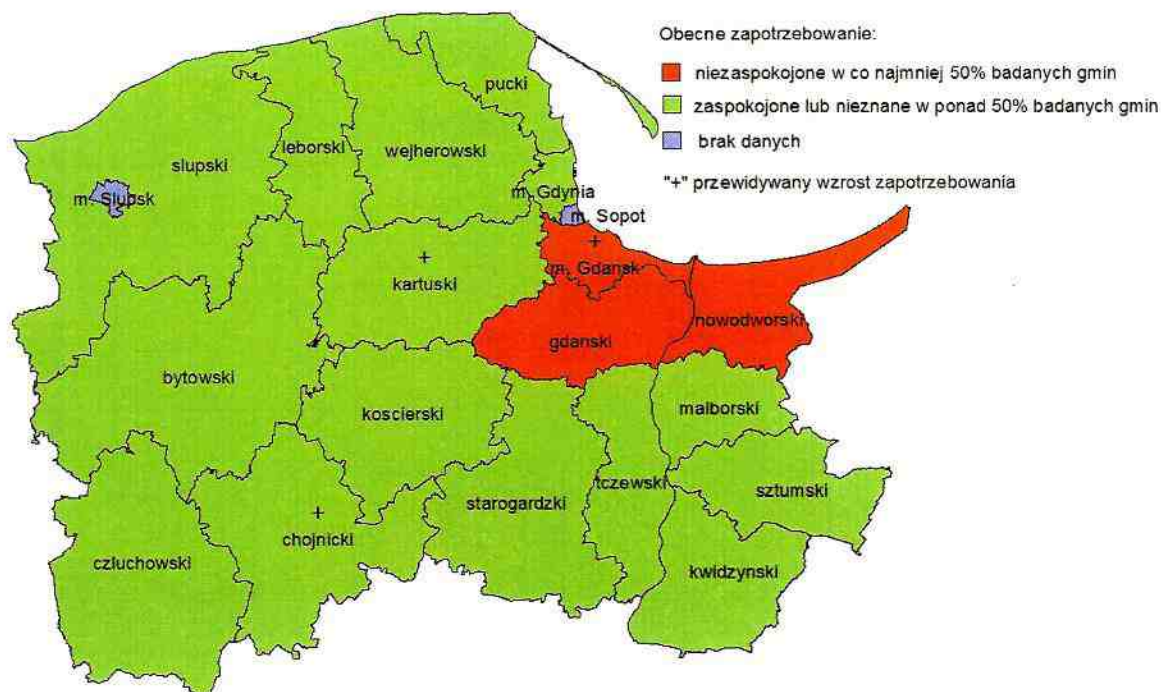 Obecne zapotrzebowanie:
niezaspokojone w co najmniej 50% badanych gmin
zaspokojone lub nieznane w ponad 50% badanych gmin
brak danych
"+" przewidywany wzrost zapotrzebowania
pucki
slupski
leborski
wejherowski
m. Slupsk
m. Gdynia
m. Sopot
+
+
m. Gdansk
kartuski
nowodworski
gdanski
bytowski
koscierski
malborski
sztumski
tczewski
starogardzki
+
chojnicki
czluchowski
kwidzynski